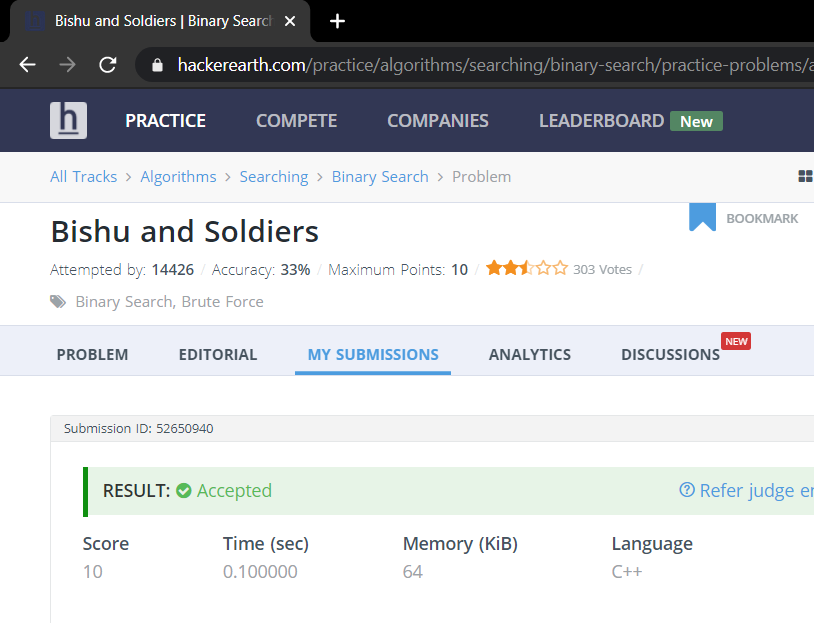 Bishu and Soldiers | Binary Searc
hackerearth.com/practice/algorithms/searching/binary-search/practice-problems/a
h PRACTICE COMPETE COMPANIES LEADERBOARD New
All Tracks > Algorithms > Searching > Binary Search > Problem
Bishu and Soldiers
BOOKMARK
Attempted by: 14426 / Accuracy: 33% / Maximum Points: 10 / 303 Votes /
Binary Search, Brute Force
PROBLEM EDITORIAL MY SUBMISSIONS ANALYTICS DISCUSSIONS NEW
Submission ID: 52650940
RESULT: Accepted ? Refer judge en
Score Time (sec) Memory (KiB) Language
10 0.100000 64 C++